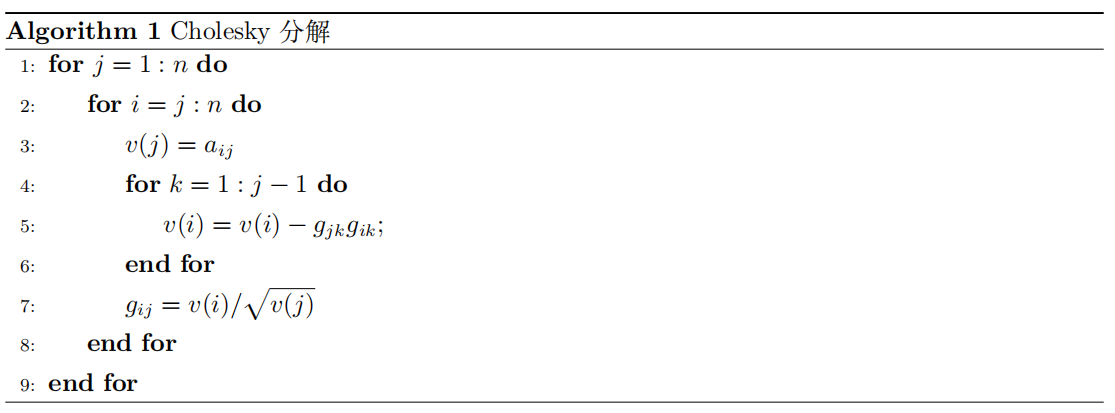 Algorithm 1 Cholesky 分解
1: for j = 1 : n do
2: for i = j : n do
3: v(j) = a_{ij}
4: for k = 1 : j − 1 do
5: v(i) = v(i) − g_{jk}g_{ik};
6: end for
7: g_{ij} = v(i)/√v(j)
8: end for
9: end for